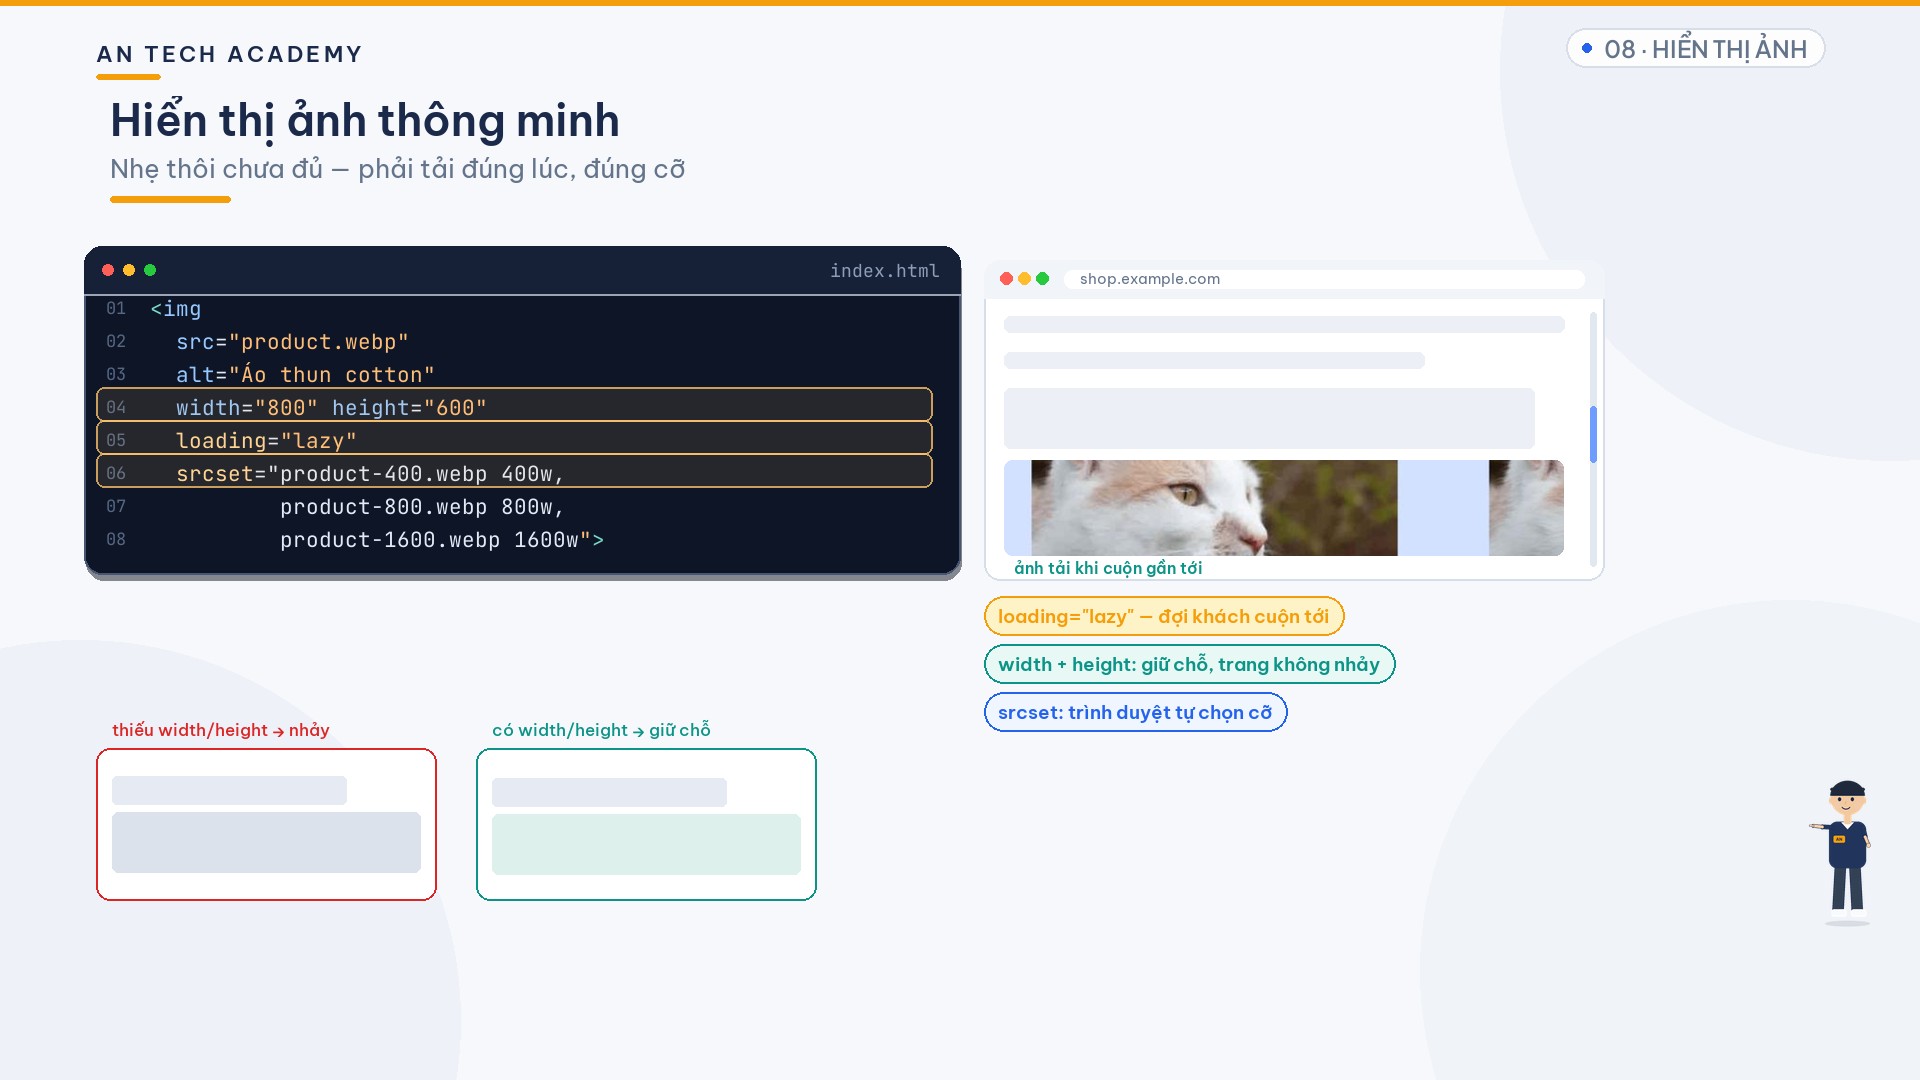 AN TECH ACADEMY
08 · HIỂN THỊ ẢNH
Hiển thị ảnh thông minh
Nhẹ thôi chưa đủ — phải tải đúng lúc, đúng cỡ
index.html
01 <img
02 src="product.webp"
03 alt="Áo thun cotton"
04 width="800" height="600"
05 loading="lazy"
06 srcset="product-400.webp 400w,
07 product-800.webp 800w,
08 product-1600.webp 1600w">
shop.example.com
ảnh tải khi cuộn gần tới
loading="lazy" — đợi khách cuộn tới
width + height: giữ chỗ, trang không nhảy
srcset: trình duyệt tự chọn cỡ
thiếu width/height → nhảy
có width/height → giữ chỗ